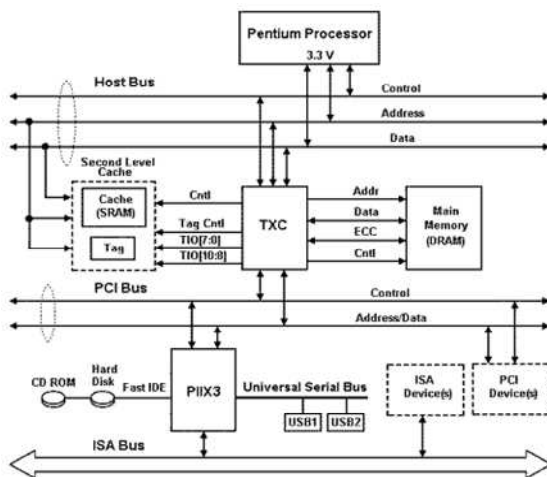 Pentium Processor
3.3 V
Host Bus
Control
Address
Data
Second Level
Cache
Cache
(SRAM)
Tag
Cntl
Tag Cntl
TIO[7:0]
TIO[10:8]
TXC
Addr
Data
ECC
Cntl
Main
Memory
(DRAM)
PCI Bus
Control
Address/Data
CD ROM
Hard
Disk
Fast IDE
PIIX3
Universal Serial Bus
USB1
USB2
ISA
Device(s)
PCI
Device(s)
ISA Bus